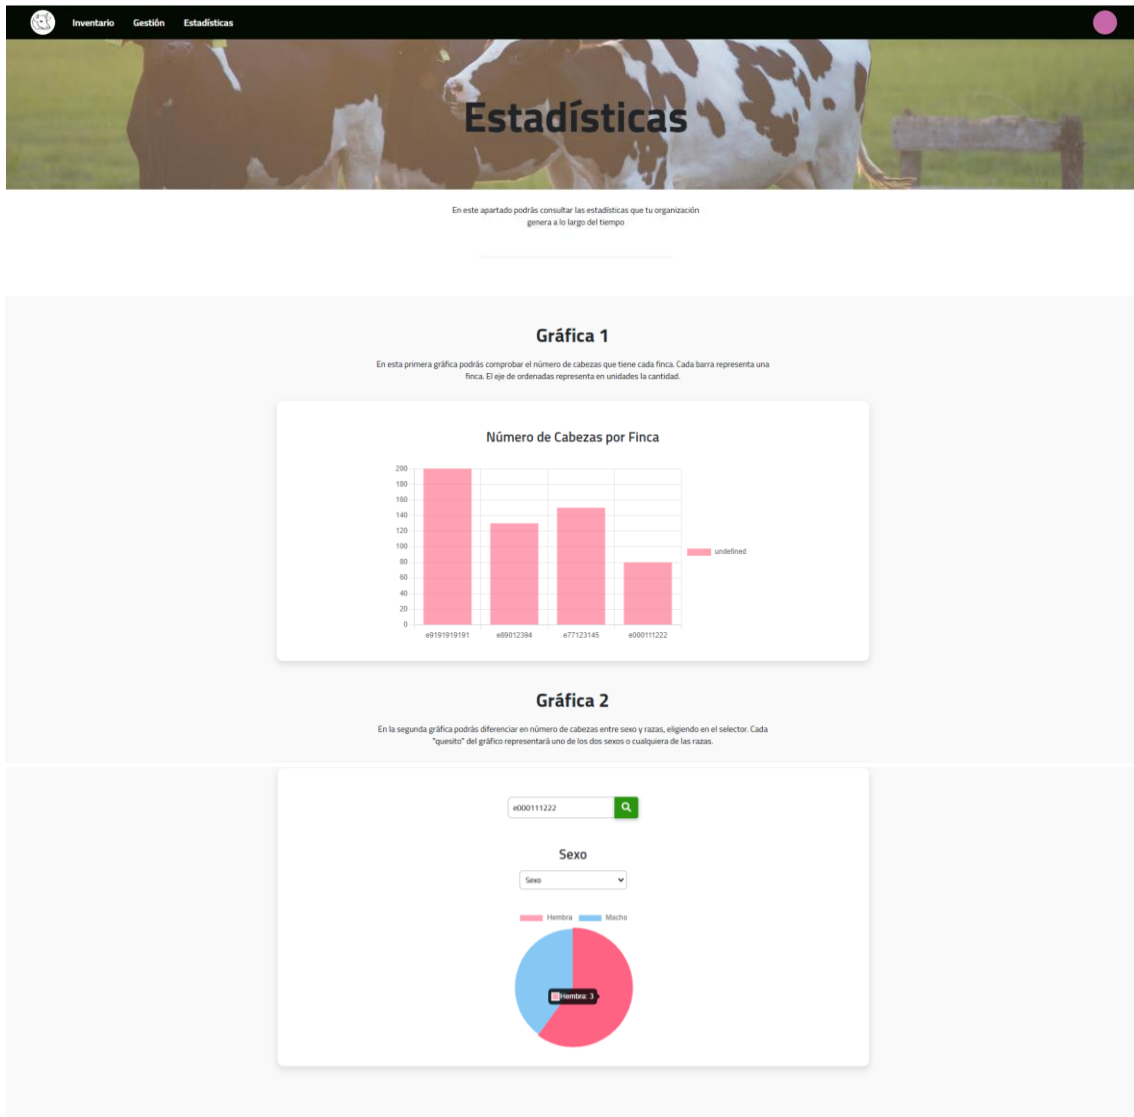 Inventario Gestión Estadísticas
Estadísticas
En este apartado podrás consultar las estadísticas que tu organización
genera a lo largo del tiempo
Gráfica 1
En esta primera gráfica podrás comprobar el número de cabezas que tiene cada finca. Cada barra representa una
finca. El eje de ordenadas representa en unidades la cantidad.
Número de Cabezas por Finca
200
180
160
140
120
100
80
60
40
20
0
undefined
e9191919191 e89012394 e77123145 e000111222
Gráfica 2
En la segunda gráfica podrás diferenciar en número de cabezas entre sexo y razas, eligiendo en el selector. Cada
"quesito" del gráfico representará uno de los dos sexos o cualquiera de las razas.
e000111222
Sexo
Sexo
Hembra Macho
Hembra: 3